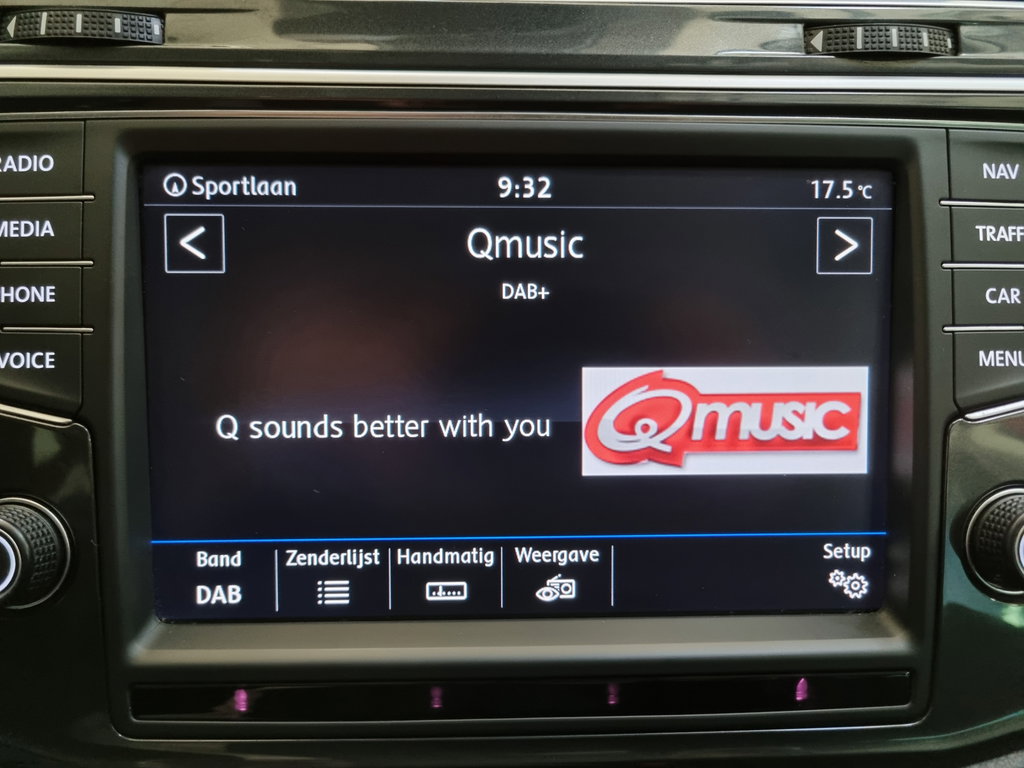 RADIO
MEDIA
PHONE
VOICE
Sportlaan 9:32 17.5 °C
< Qmusic >
DAB+
Q sounds better with you
Qmusic
Band Zenderlijst Handmatig Weergave Setup
DAB
NAV
TRAFF
CAR
MENU